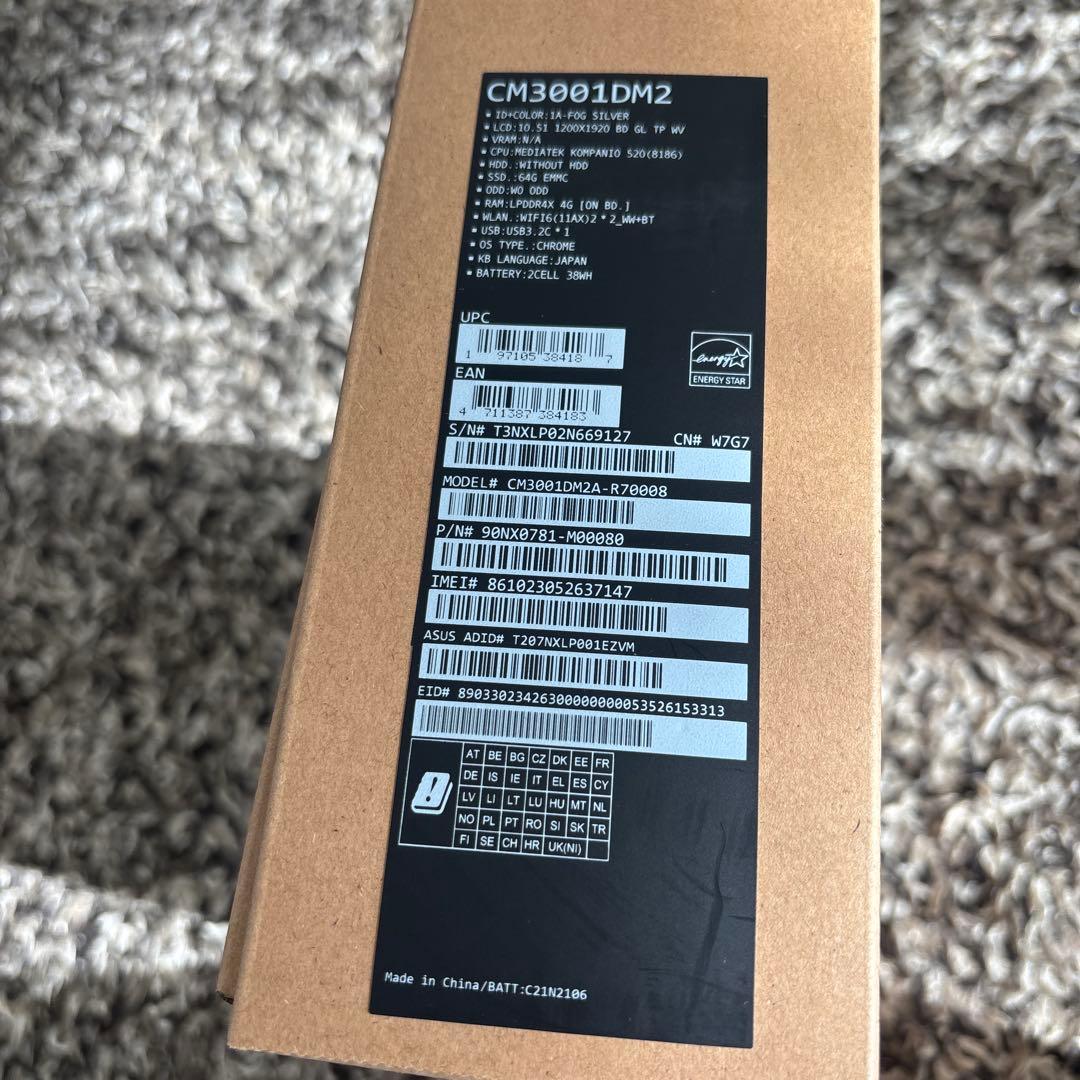 CM3001DM2
▪ ID+COLOR:1A-FOG SILVER
▪ LCD:10.51 1200X1920 BD GL TP WV
▪ VRAM:N/A
▪ CPU:MEDIATEK KOMPANIO 520(8186)
▪ HDD.:WITHOUT HDD
▪ SSD.:64G EMMC
▪ ODD:WO ODD
▪ RAM:LPDDR4X 4G [ON BD.]
▪ WLAN.:WIFI6(11AX)2*2_WW+BT
▪ USB:USB3.2C*1
▪ OS TYPE.:CHROME
▪ KB LANGUAGE:JAPAN
▪ BATTERY:2CELL 38WH
UPC
1 97105 38418 7
energy
ENERGY STAR
EAN
4 711387 384183
S/N# T3NXLP02N669127 CN# W7G7
MODEL# CM3001DM2A-R70008
P/N# 90NX0781-M00080
IMEI# 861023052637147
ASUS ADID# T207NXLP001EZVM
EID# 89033023426300000000053526153313
AT BE BG CZ DK EE FR
DE IS IE IT EL ES CY
LV LI LT LU HU MT NL
NO PL PT RO SI SK TR
FI SE CH HR UK(NI)
Made in China/BATT:C21N2106